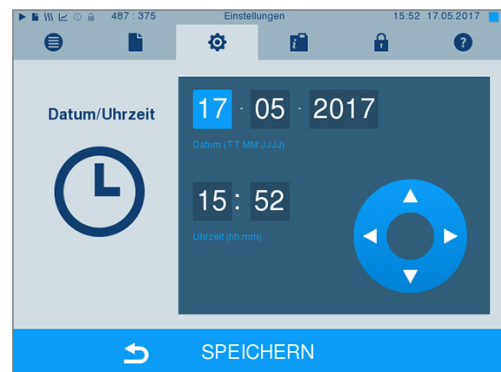 487 : 375 Einstellungen 15:52 17.05.2017
Datum/Uhrzeit
17 - 05 - 2017
Datum (TT:MM:JJJJ)
15 : 52
Uhrzeit (hh:mm)
SPEICHERN